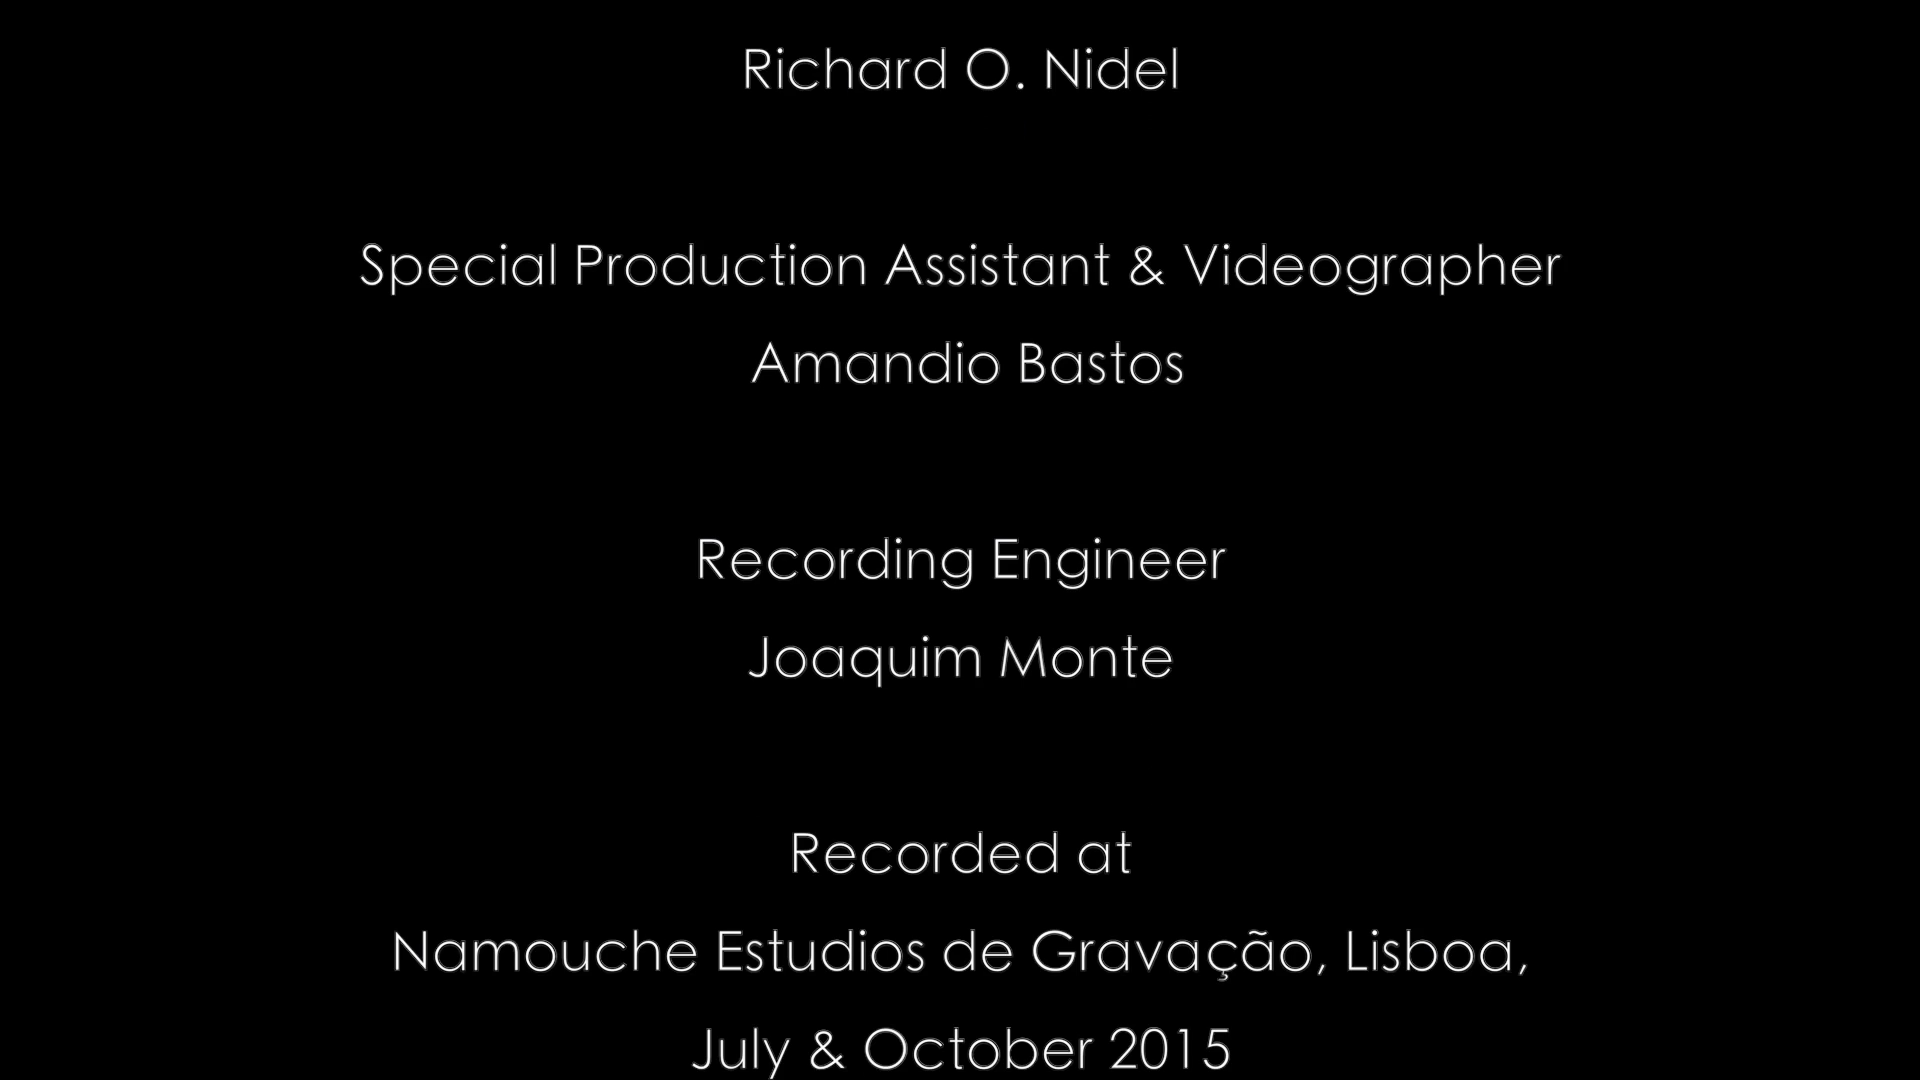 Richard O. Nidel
Special Production Assistant & Videographer
Amandio Bastos
Recording Engineer
Joaquim Monte
Recorded at
Namouche Estudios de Gravação, Lisboa,
July & October 2015